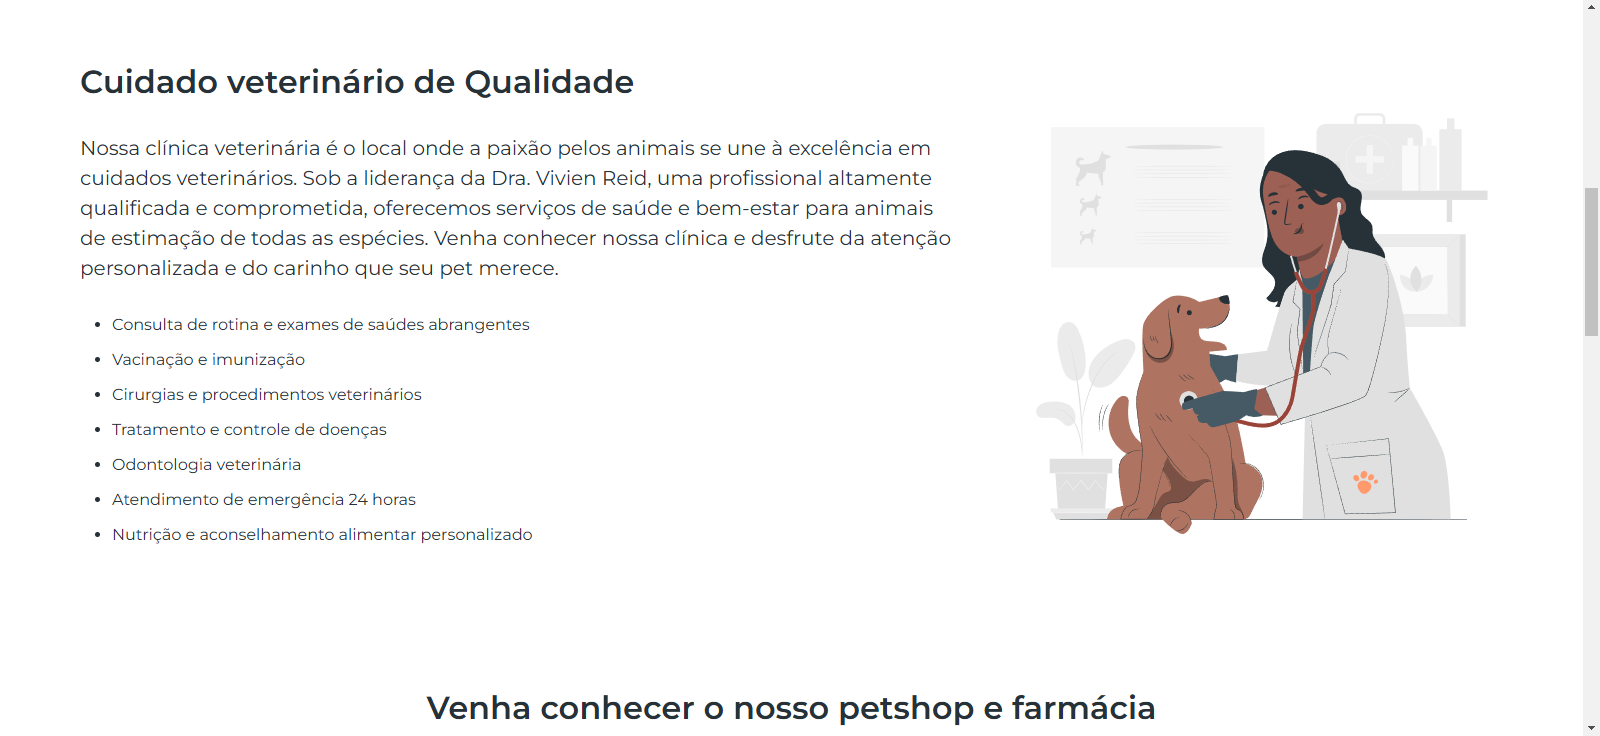 Cuidado veterinário de Qualidade
Nossa clínica veterinária é o local onde a paixão pelos animais se une à excelência em
cuidados veterinários. Sob a liderança da Dra. Vivien Reid, uma profissional altamente
qualificada e comprometida, oferecemos serviços de saúde e bem-estar para animais
de estimação de todas as espécies. Venha conhecer nossa clínica e desfrute da atenção
personalizada e do carinho que seu pet merece.
• Consulta de rotina e exames de saúdes abrangentes
• Vacinação e imunização
• Cirurgias e procedimentos veterinários
• Tratamento e controle de doenças
• Odontologia veterinária
• Atendimento de emergência 24 horas
• Nutrição e aconselhamento alimentar personalizado
Venha conhecer o nosso petshop e farmácia